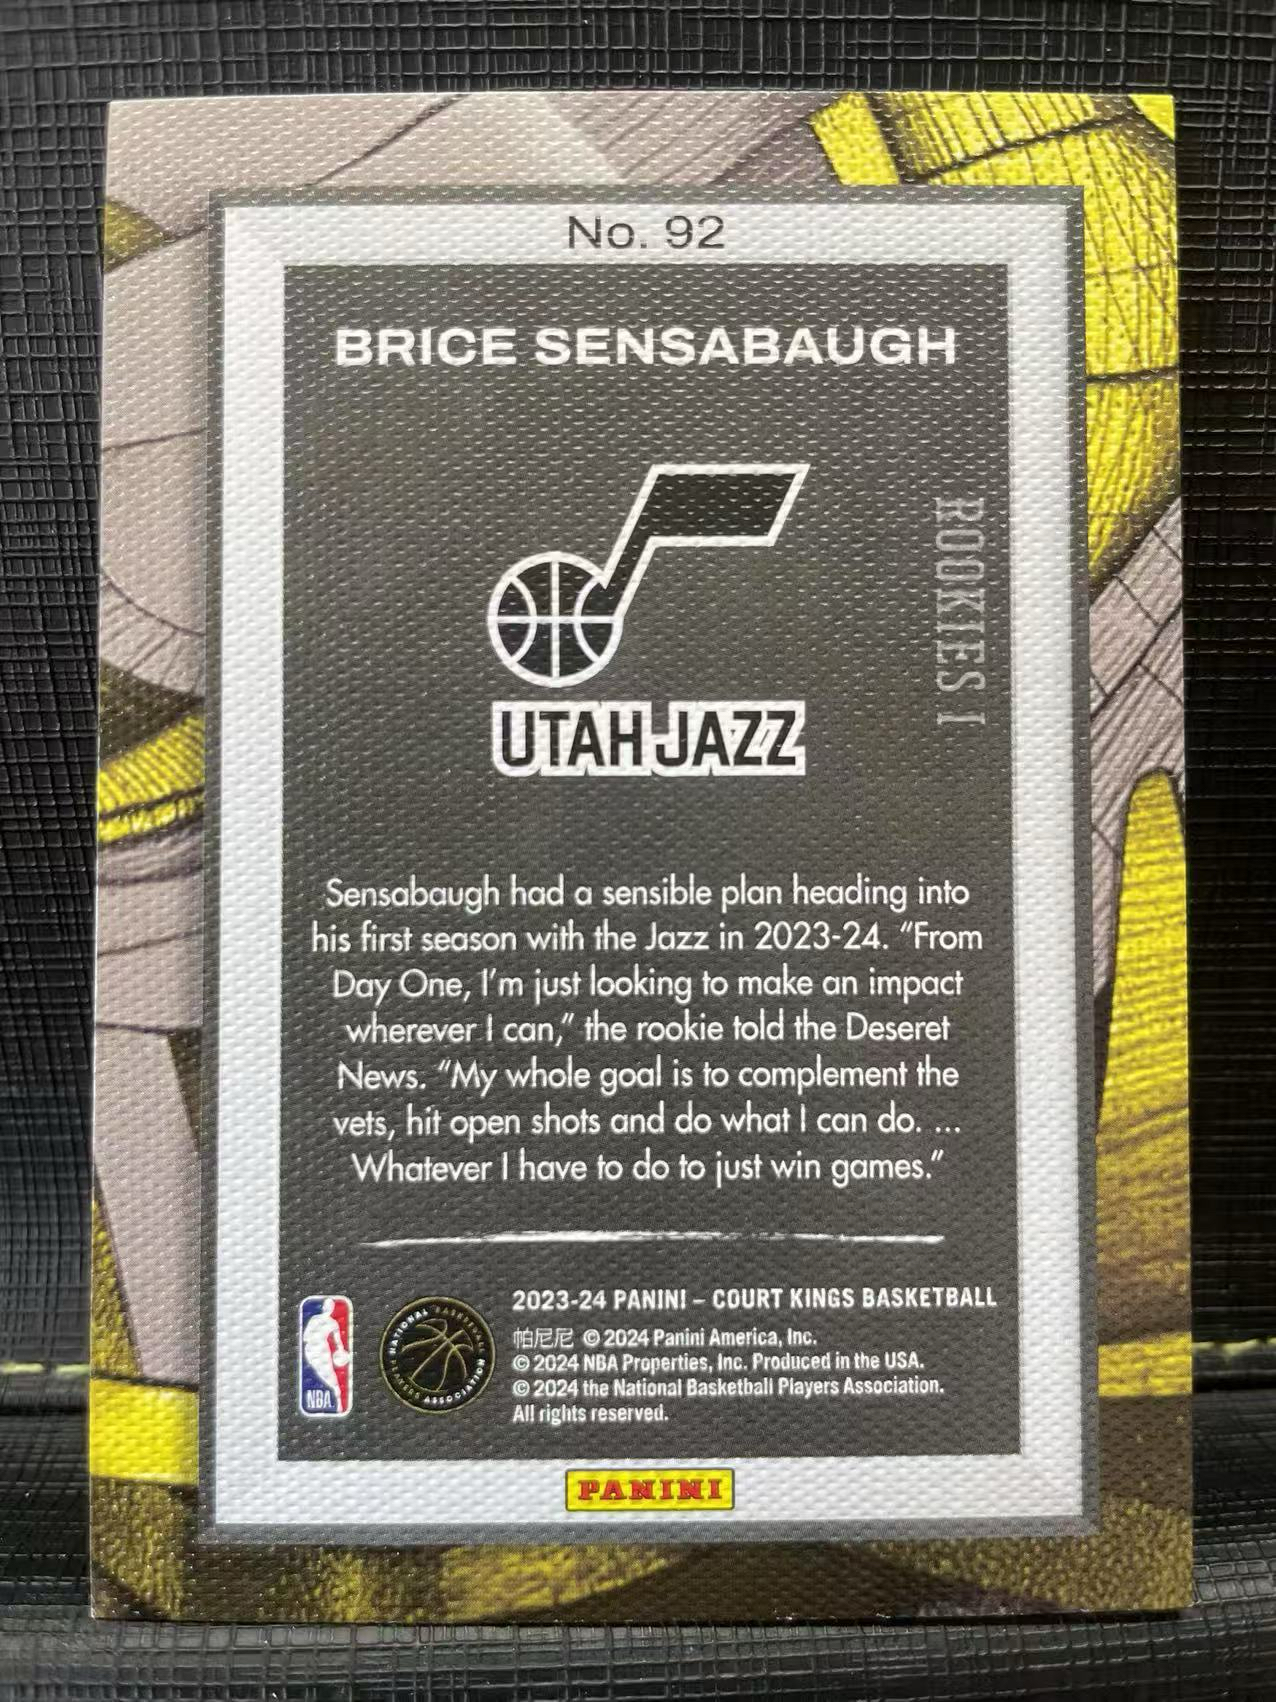 No. 92
BRICE SENSABAUGH
ROOKIES I
UTAH JAZZ
Sensabaugh had a sensible plan heading into
his first season with the Jazz in 2023-24. “From
Day One, I’m just looking to make an impact
wherever I can,” the rookie told the Deseret
News. “My whole goal is to complement the
vets, hit open shots and do what I can do. ...
Whatever I have to do to just win games.”
NBA
NATIONAL BASKETBALL
PLAYERS ASSOCIATION
2023-24 PANINI – COURT KINGS BASKETBALL
帕尼尼 © 2024 Panini America, Inc.
© 2024 NBA Properties, Inc. Produced in the USA.
© 2024 the National Basketball Players Association.
All rights reserved.
PANINI